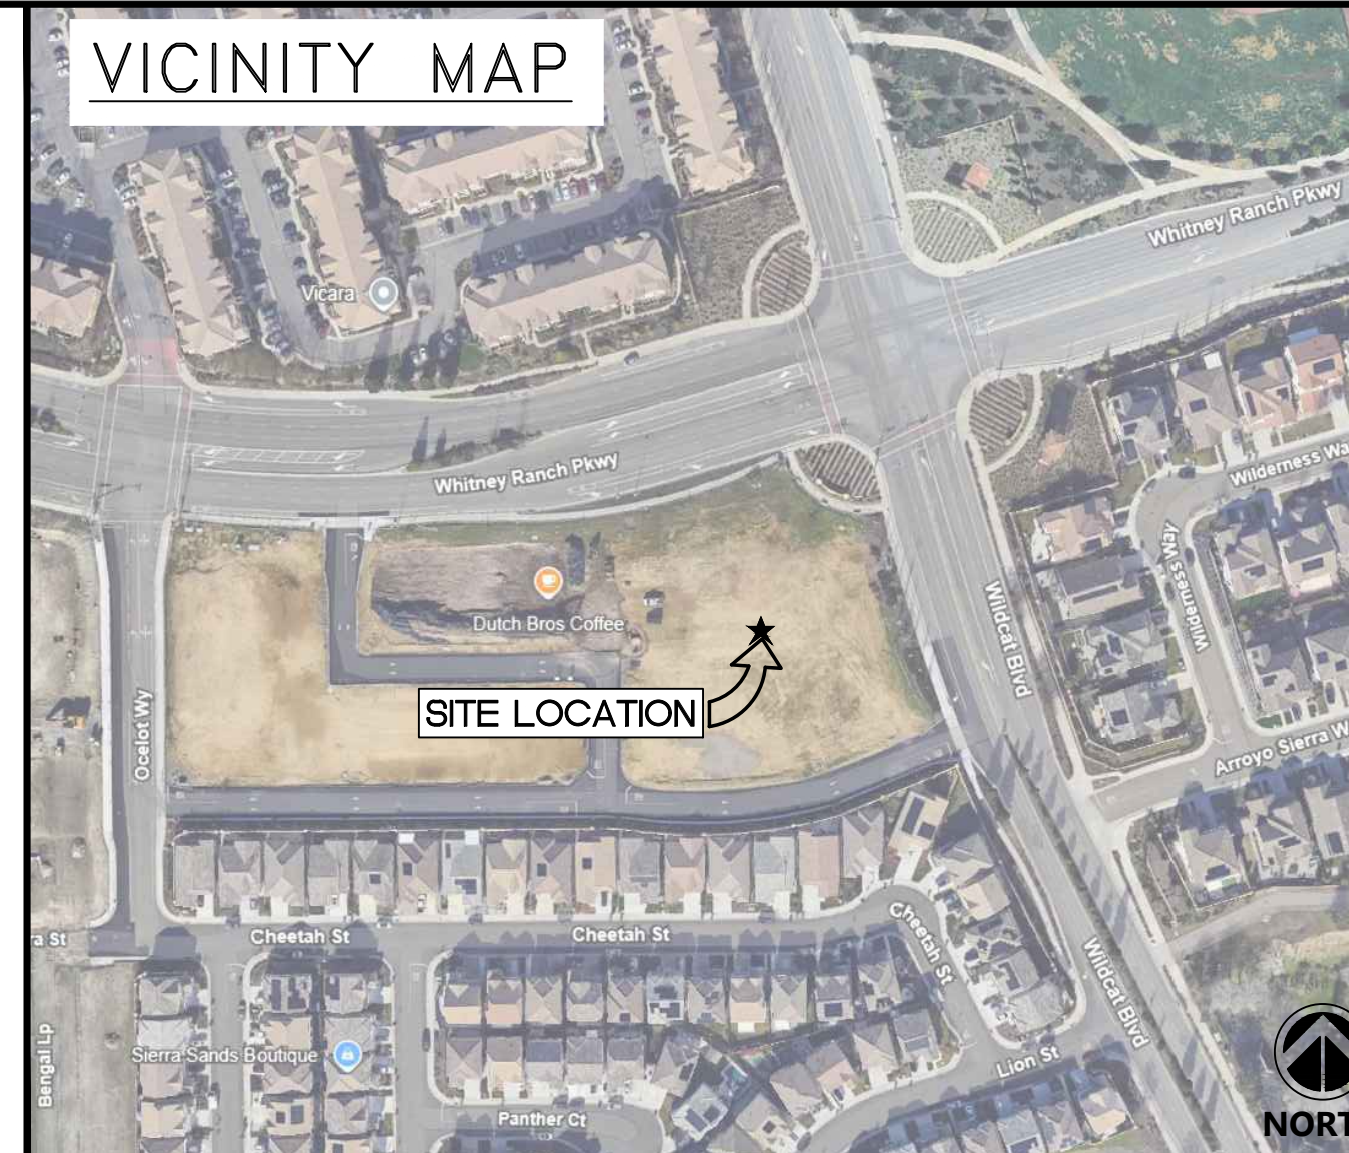 VICINITY MAP
Whitney Ranch Pkwy
Vicara
Whitney Ranch Pkwy
Wilderness Wa
Wilderness Way
Dutch Bros Coffee
Wildcat Blvd
SITE LOCATION
Ocelot Wy
Arroyo Sierra W
ra St
Cheetah St
Cheetah St
Cheetah St
Wildcat Blvd
Bengal Lp
Sierra Sands Boutique
Lion St
Panther Ct
NORT